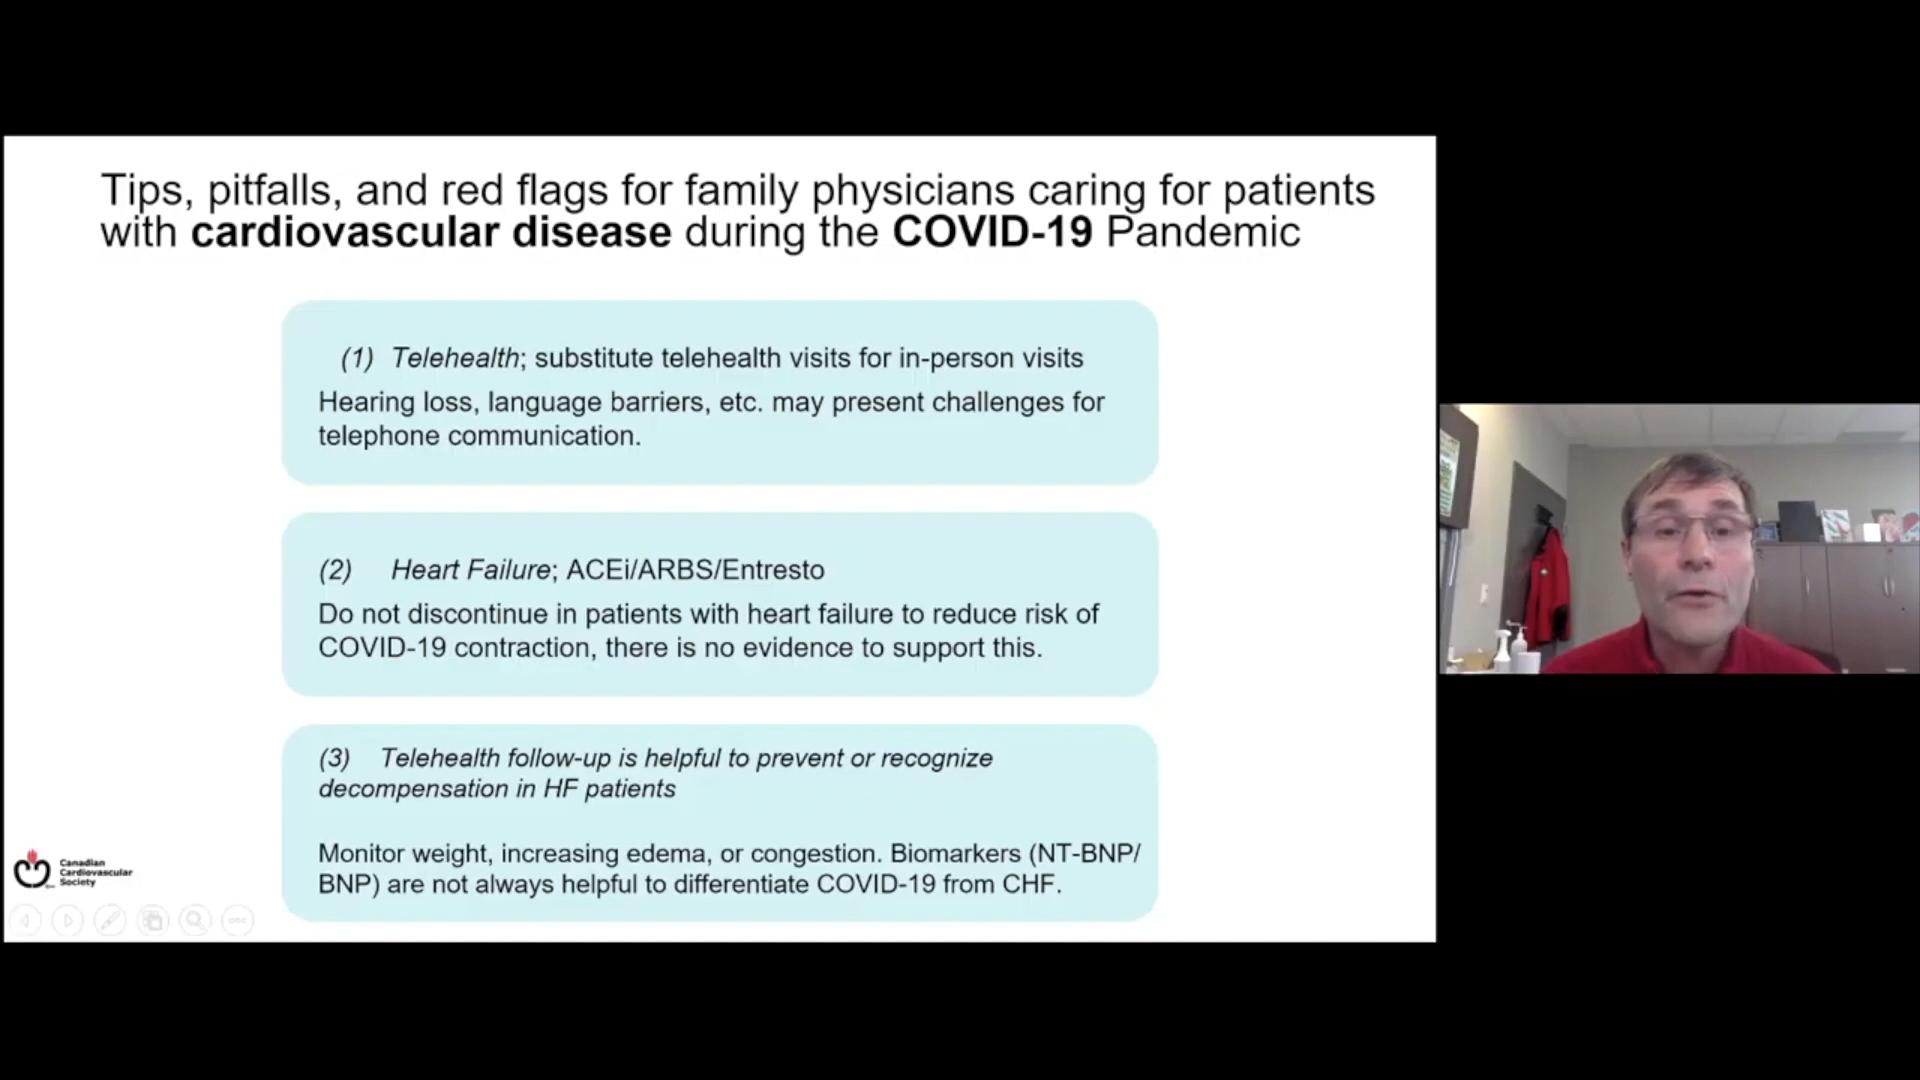 Tips, pitfalls, and red flags for family physicians caring for patients
with cardiovascular disease during the COVID-19 Pandemic
(1) Telehealth; substitute telehealth visits for in-person visits
Hearing loss, language barriers, etc. may present challenges for
telephone communication.
(2) Heart Failure; ACEi/ARBS/Entresto
Do not discontinue in patients with heart failure to reduce risk of
COVID-19 contraction, there is no evidence to support this.
(3) Telehealth follow-up is helpful to prevent or recognize
decompensation in HF patients
Monitor weight, increasing edema, or congestion. Biomarkers (NT-BNP/
BNP) are not always helpful to differentiate COVID-19 from CHF.
Canadian
Cardiovascular
Society